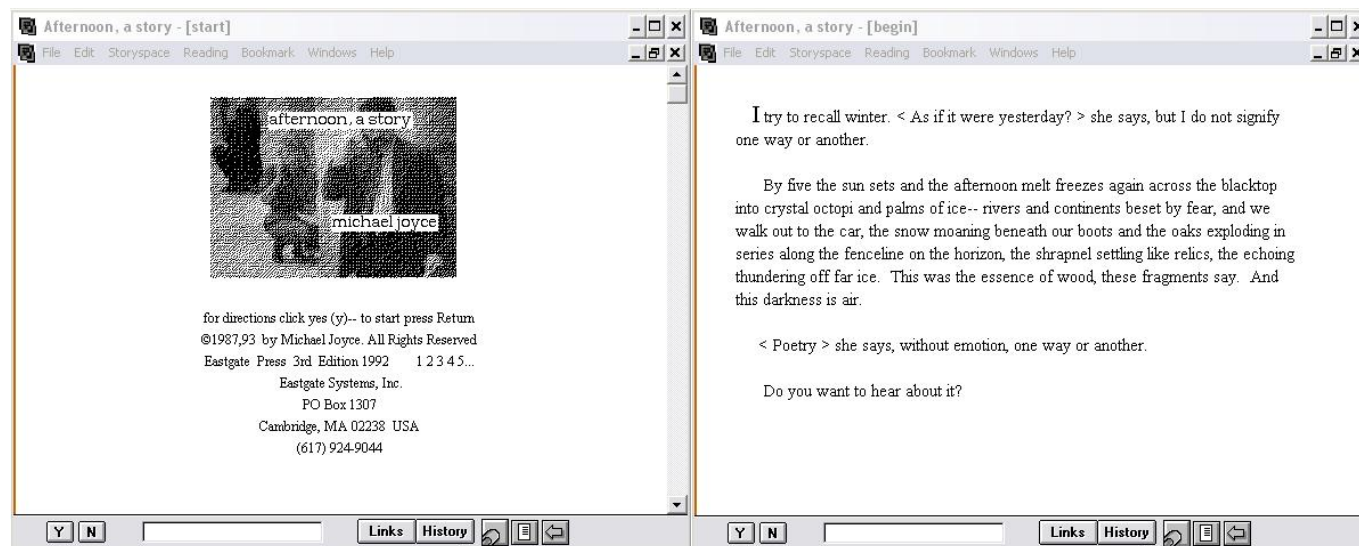 Afternoon, a story - [start]
File Edit Storyspace Reading Bookmark Windows Help
afternoon, a story
michael joyce
for directions click yes (y)-- to start press Return
©1987,93 by Michael Joyce. All Rights Reserved
Eastgate Press 3rd Edition 1992 1 2 3 4 5...
Eastgate Systems, Inc.
PO Box 1307
Cambridge, MA 02238 USA
(617) 924-9044
Y N Links History
Afternoon, a story - [begin]
File Edit Storyspace Reading Bookmark Windows Help
I try to recall winter. < As if it were yesterday? > she says, but I do not signify
one way or another.
By five the sun sets and the afternoon melt freezes again across the blacktop
into crystal octopi and palms of ice-- rivers and continents beset by fear, and we
walk out to the car, the snow moaning beneath our boots and the oaks exploding in
series along the fenceline on the horizon, the shrapnel settling like relics, the echoing
thundering off far ice. This was the essence of wood, these fragments say. And
this darkness is air.
< Poetry > she says, without emotion, one way or another.
Do you want to hear about it?
Y N Links History